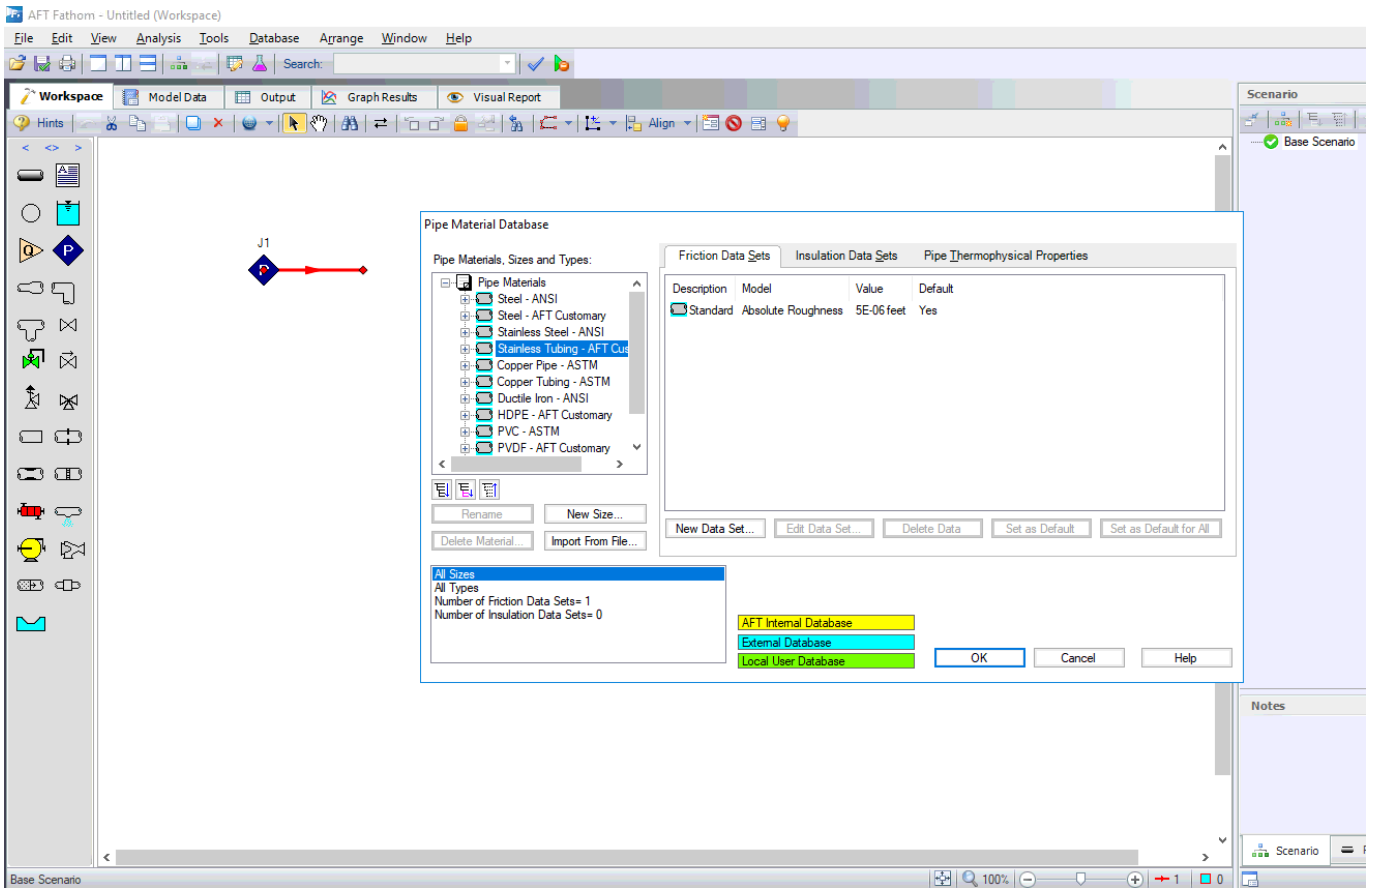 AFT Fathom - Untitled (Workspace)
File Edit View Analysis Tools Database Arrange Window Help
Search:
Workspace Model Data Output Graph Results Visual Report
Hints Align
< <> >
J1
P
Q P
Pipe Material Database
Pipe Materials, Sizes and Types:
Pipe Materials
Steel - ANSI
Steel - AFT Customary
Stainless Steel - ANSI
Stainless Tubing - AFT Cus
Copper Pipe - ASTM
Copper Tubing - ASTM
Ductile Iron - ANSI
HDPE - AFT Customary
PVC - ASTM
PVDF - AFT Customary
Rename New Size...
Delete Material... Import From File...
Friction Data Sets Insulation Data Sets Pipe Thermophysical Properties
Description Model Value Default
Standard Absolute Roughness 5E-06 feet Yes
New Data Set... Edit Data Set... Delete Data Set as Default Set as Default for All
All Sizes
All Types
Number of Friction Data Sets= 1
Number of Insulation Data Sets= 0
AFT Internal Database
External Database
Local User Database
OK Cancel Help
Scenario
Base Scenario
Notes
Scenario
Base Scenario 100% 1 0